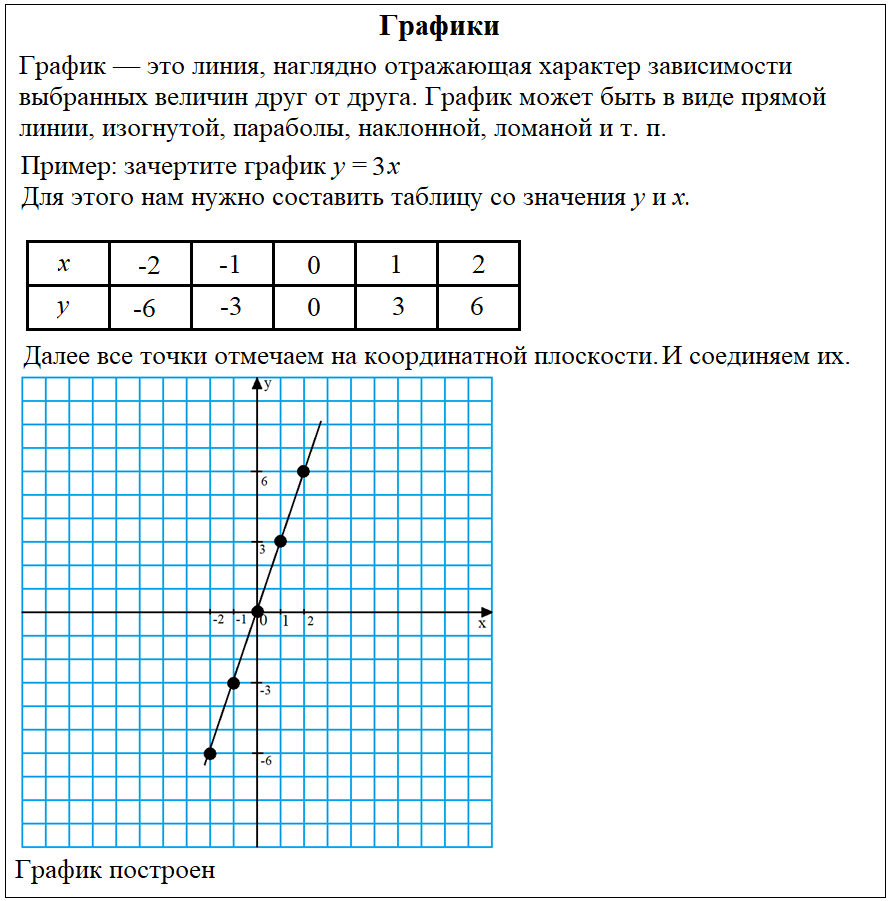 Графики
График — это линия, наглядно отражающая характер зависимости
выбранных величин друг от друга. График может быть в виде прямой
линии, изогнутой, параболы, наклонной, ломаной и т. п.
Пример: зачертите график y = 3x
Для этого нам нужно составить таблицу со значения y и x.
x -2 -1 0 1 2
y -6 -3 0 3 6
Далее все точки отмечаем на координатной плоскости. И соединяем их.
y
6
3
-2 -1 0 1 2 x
-3
-6
График построен